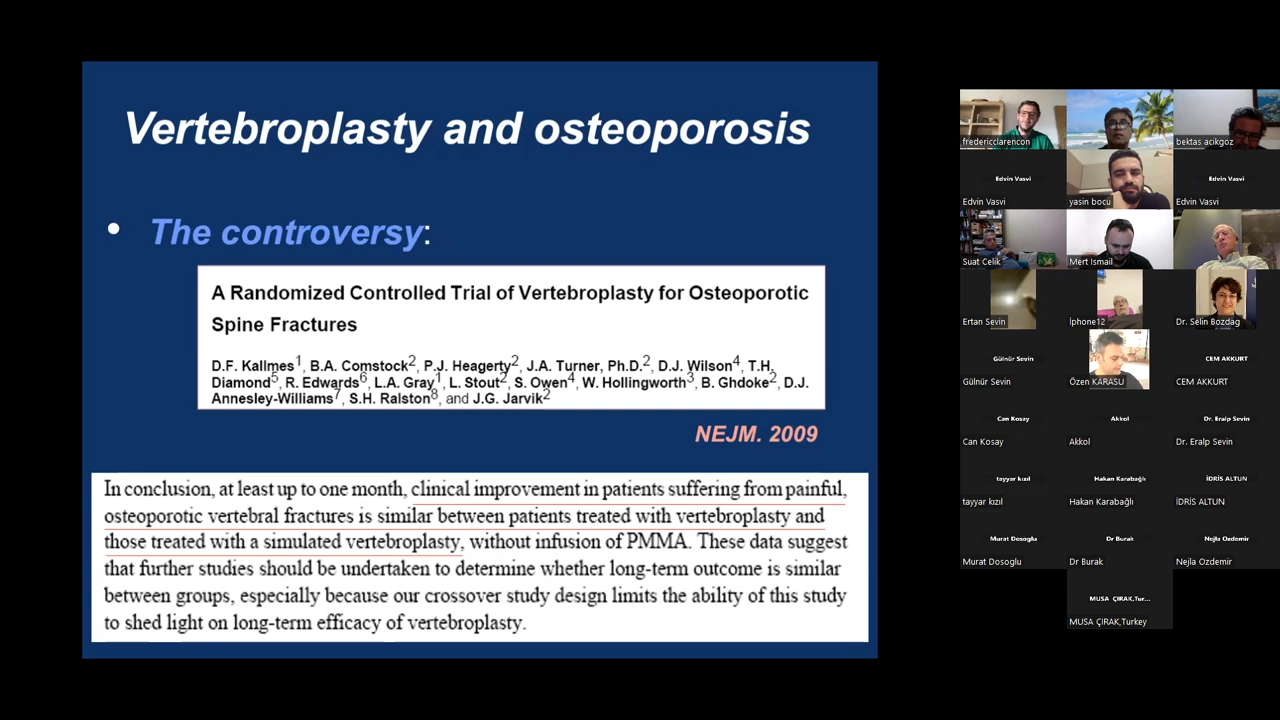 Vertebroplasty and osteoporosis
• The controversy:
A Randomized Controlled Trial of Vertebroplasty for Osteoporotic
Spine Fractures
D.F. Kallmes1, B.A. Comstock2, P.J. Heagerty2, J.A. Turner, Ph.D.2, D.J. Wilson4, T.H.
Diamond5, R. Edwards6, L.A. Gray1, L. Stout2, S. Owen4, W. Hollingworth3, B. Ghdoke2, D.J.
Annesley-Williams7, S.H. Ralston8, and J.G. Jarvik2
NEJM. 2009
In conclusion, at least up to one month, clinical improvement in patients suffering from painful,
osteoporotic vertebral fractures is similar between patients treated with vertebroplasty and
those treated with a simulated vertebroplasty, without infusion of PMMA. These data suggest
that further studies should be undertaken to determine whether long-term outcome is similar
between groups, especially because our crossover study design limits the ability of this study
to shed light on long-term efficacy of vertebroplasty.
fredericclarencon
bektas acikgoz
Edvin Vasvi
Edvin Vasvi
Edvin Vasvi
yasin bocu
Edvin Vasvi
Suat Celik
Mert Ismail
Ertan Sevin
İphone12
Dr. Selin Bozdag
Gülnür Sevin
CEM AKKURT
Gülnür Sevin
Özen KARASU
CEM AKKURT
Can Kosay
Akkol
Dr. Eralp Sevin
Can Kosay
Akkol
Dr. Eralp Sevin
tayyar kızıl
Hakan Karabağlı
İDRİS ALTUN
tayyar kızıl
Hakan Karabağlı
İDRİS ALTUN
Murat Dosoglu
Dr Burak
Nejla Ozdemir
Murat Dosoglu
Dr Burak
Nejla Ozdemir
MUSA ÇIRAK,Tur...
MUSA ÇIRAK,Turkey